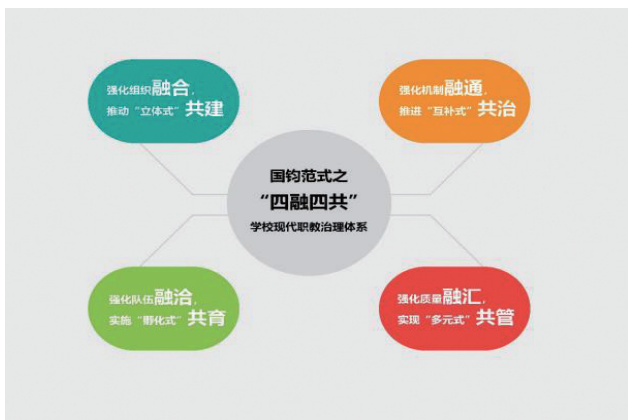 强化组织融合，
推动“立体式”共建
强化机制融通，
推进“互补式”共治
国钧范式之
“四融四共”
学校现代职教治理体系
强化队伍融洽，
实施“孵化式”共育
强化质量融汇，
实现“多元式”共管